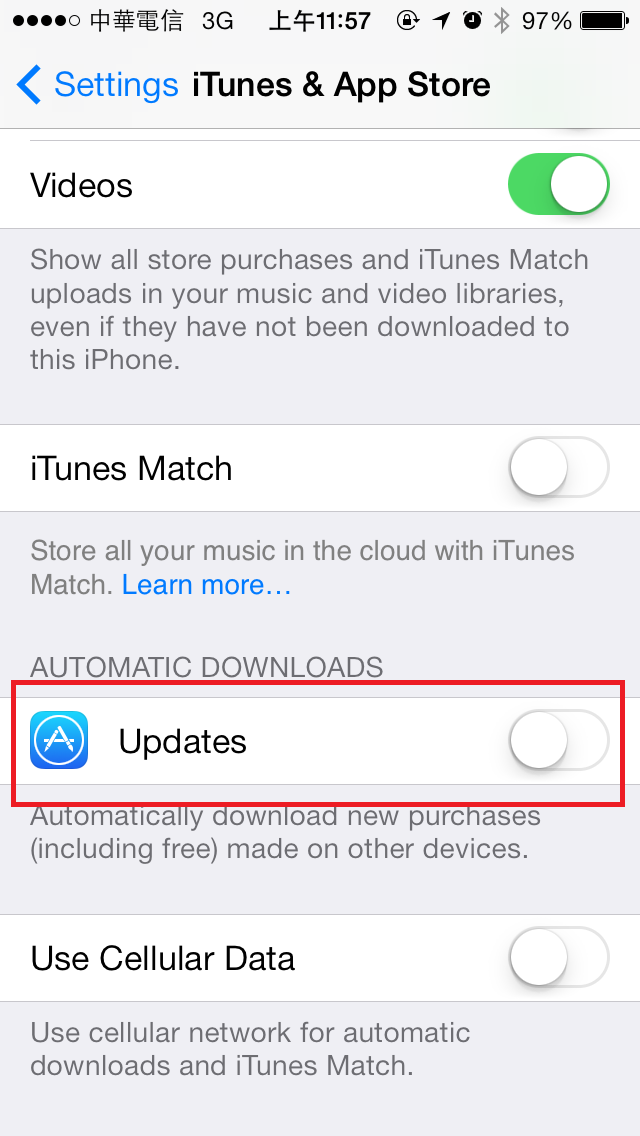 中華電信 3G 上午11:57 97%
Settings iTunes & App Store
Videos
Show all store purchases and iTunes Match
uploads in your music and video libraries,
even if they have not been downloaded to
this iPhone.
iTunes Match
Store all your music in the cloud with iTunes
Match. Learn more...
AUTOMATIC DOWNLOADS
Updates
Automatically download new purchases
(including free) made on other devices.
Use Cellular Data
Use cellular network for automatic
downloads and iTunes Match.